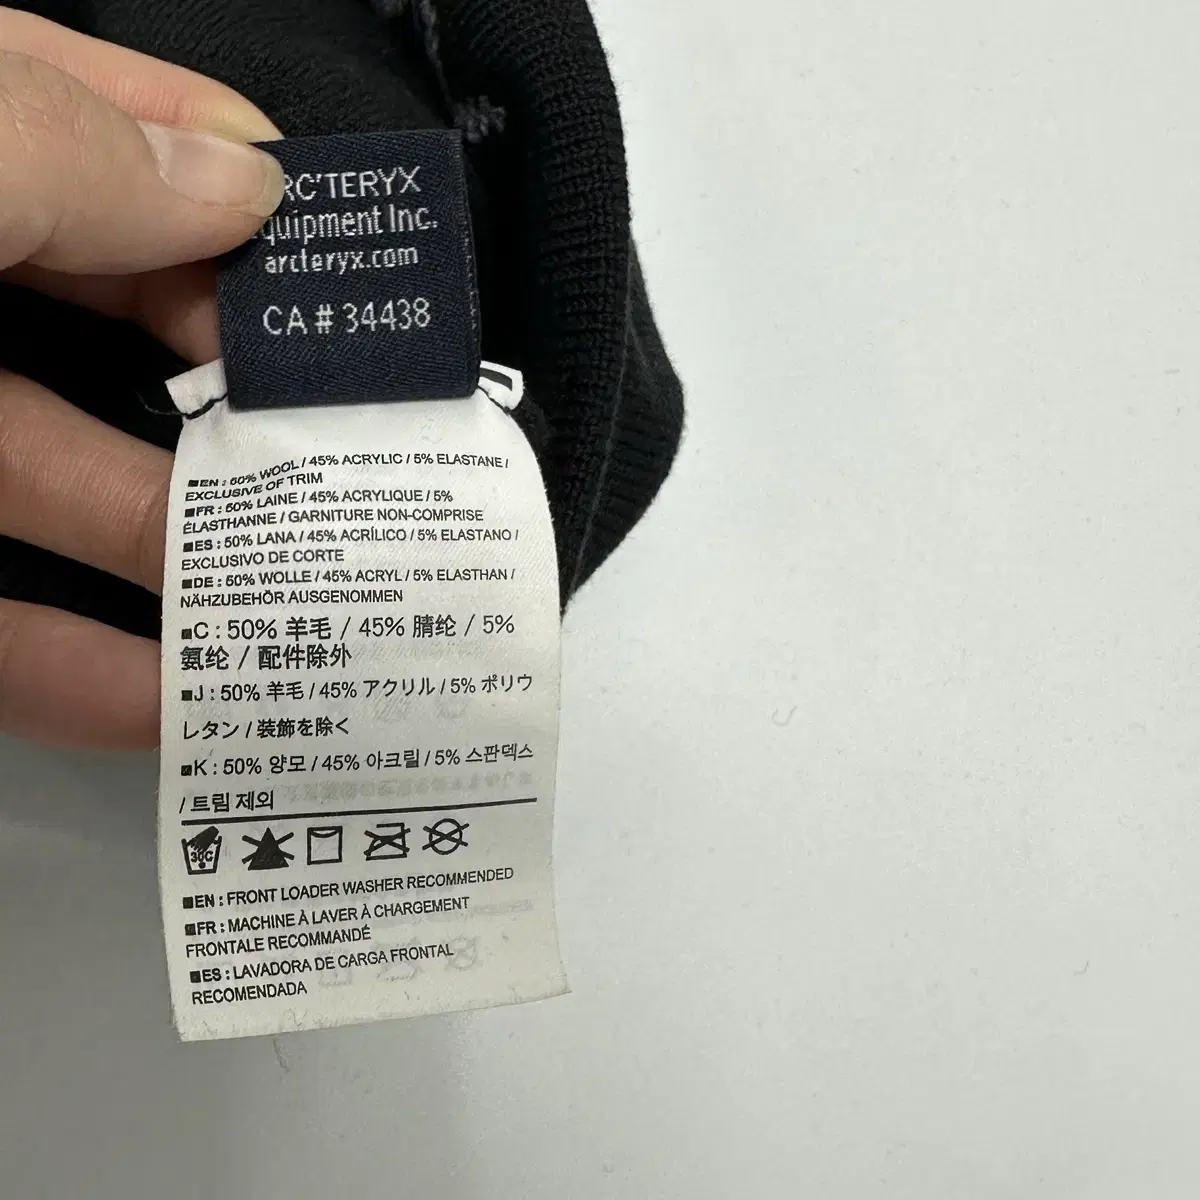 RC'TERYX
quipment Inc.
arcteryx.com
CA # 34438
EN : 50% WOOL / 45% ACRYLIC / 5% ELASTANE /
EXCLUSIVE OF TRIM
FR : 50% LAINE / 45% ACRYLIQUE / 5%
ÉLASTHANNE / GARNITURE NON-COMPRISE
ES : 50% LANA / 45% ACRÍLICO / 5% ELASTANO /
EXCLUSIVO DE CORTE
DE : 50% WOLLE / 45% ACRYL / 5% ELASTHAN /
NÄHZUBEHÖR AUSGENOMMEN
C : 50% 羊毛 / 45% 腈纶 / 5%
氨纶 / 配件除外
J : 50% 羊毛 / 45% アクリル / 5% ポリウ
レタン / 装飾を除く
K : 50% 양모 / 45% 아크릴 / 5% 스판덱스
/ 트림 제외
30C
EN : FRONT LOADER WASHER RECOMMENDED
FR : MACHINE À LAVER À CHARGEMENT
FRONTALE RECOMMANDÉ
ES : LAVADORA DE CARGA FRONTAL
RECOMENDADA